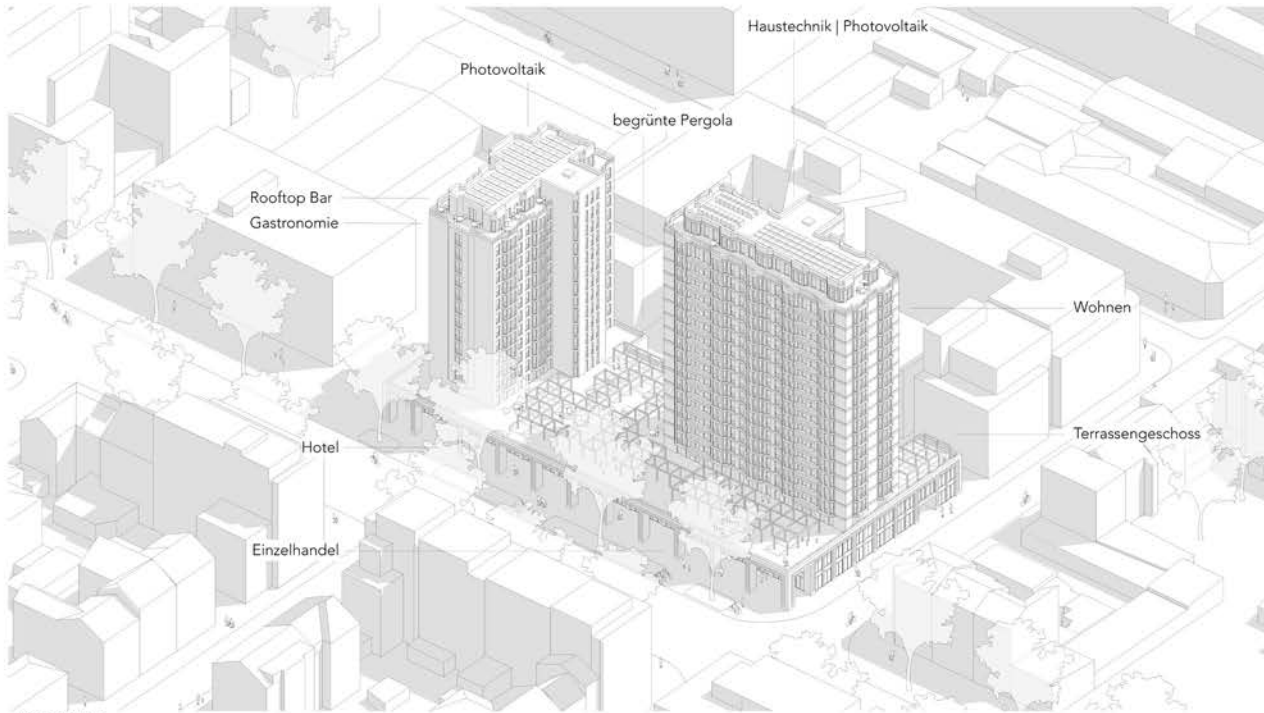 Haustechnik | Photovoltaik
Photovoltaik
begrünte Pergola
Rooftop Bar
Gastronomie
Wohnen
Hotel
Terrassengeschoss
Einzelhandel